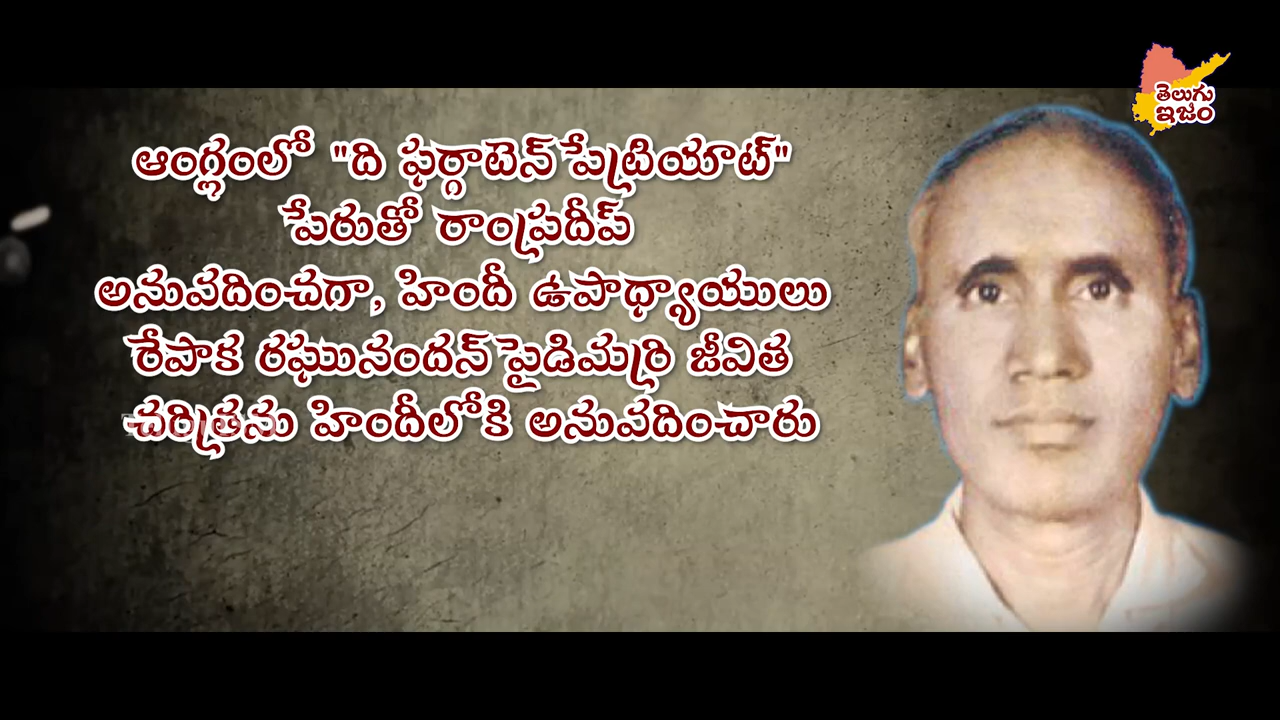 ఆంగ్లంలో "ది ఫర్గాటెన్ పేట్రియాట్"
పేరుతో రాంప్రదీప్
అనువదించగా, హిందీ ఉపాధ్యాయులు
రేపాక రఘునందన్ పైడిమర్రి జీవిత
చరిత్రను హిందీలోకి అనువదించారు
తెలుగు
ఇజం